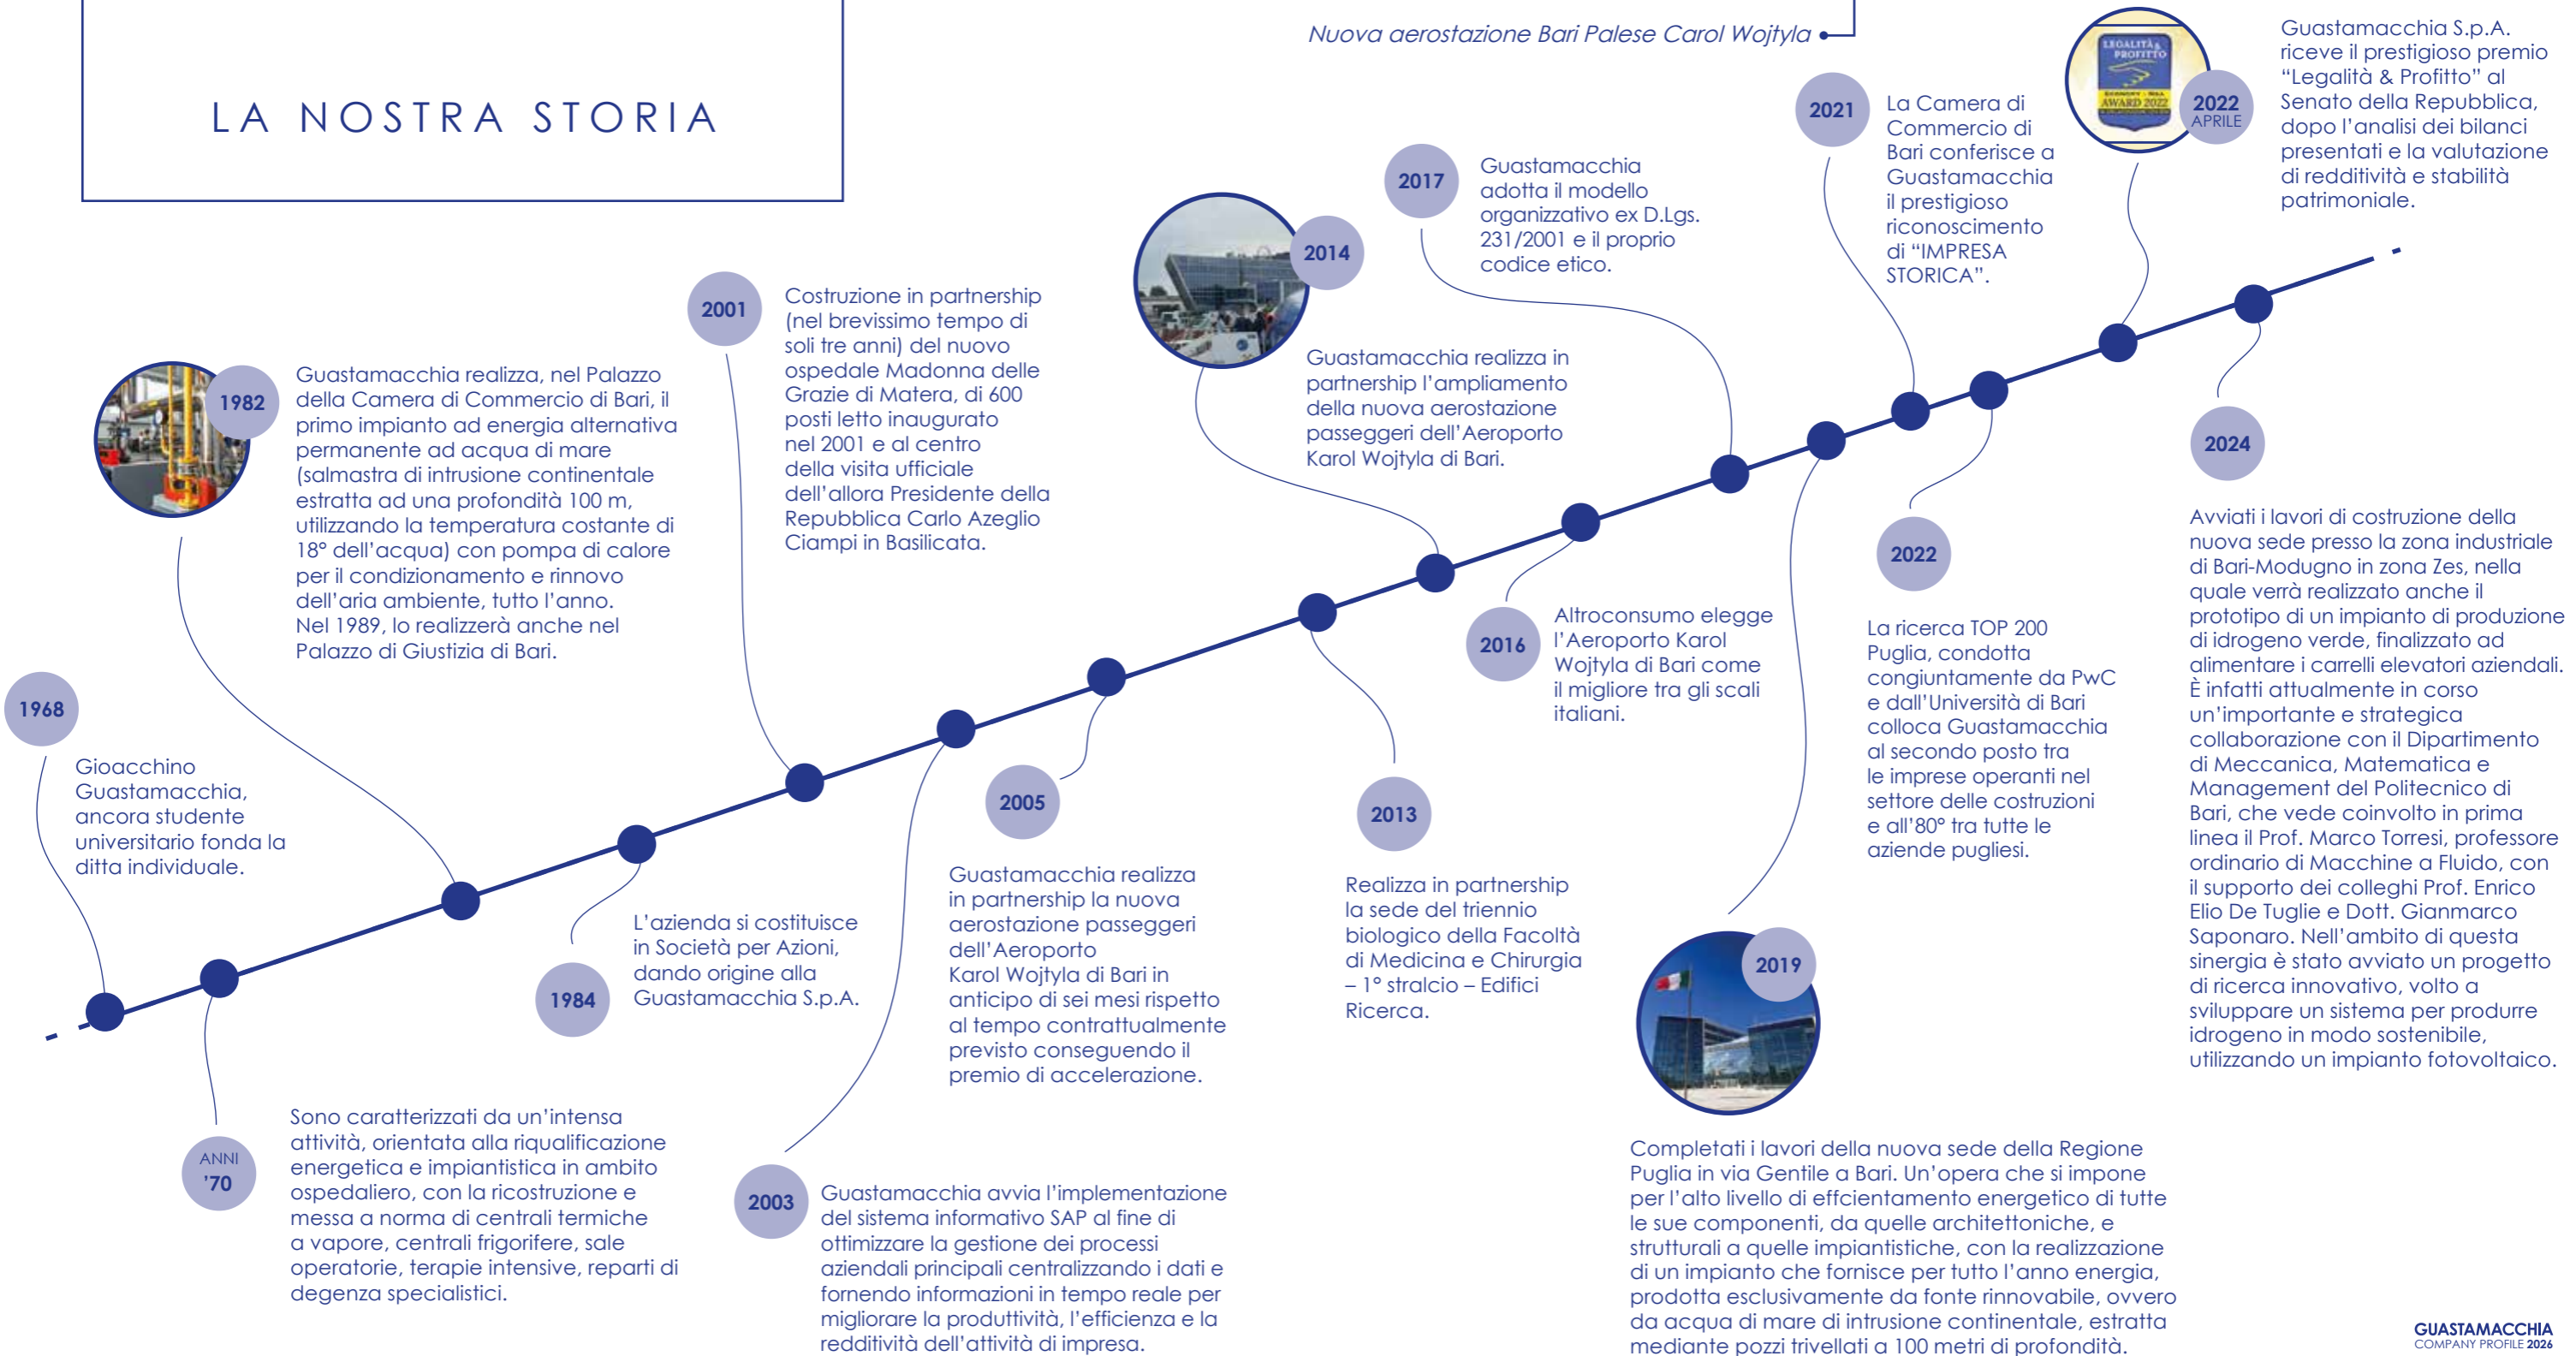 Nuova aerostazione Bari Palese Carol Wojtyla
LA NOSTRA STORIA
1968
Gioacchino
Guastamacchia,
ancora studente
universitario fonda la
ditta individuale.
ANNI
’70
Sono caratterizzati da un’intensa
attività, orientata alla riqualificazione
energetica e impiantistica in ambito
ospedaliero, con la ricostruzione e
messa a norma di centrali termiche
a vapore, centrali frigorifere, sale
operatorie, terapie intensive, reparti di
degenza specialistici.
1982
Guastamacchia realizza, nel Palazzo
della Camera di Commercio di Bari, il
primo impianto ad energia alternativa
permanente ad acqua di mare
(salmastra di intrusione continentale
estratta ad una profondità 100 m,
utilizzando la temperatura costante di
18° dell’acqua) con pompa di calore
per il condizionamento e rinnovo
dell’aria ambiente, tutto l’anno.
Nel 1989, lo realizzerà anche nel
Palazzo di Giustizia di Bari.
1984
L’azienda si costituisce
in Società per Azioni,
dando origine alla
Guastamacchia S.p.A.
2001
Costruzione in partnership
(nel brevissimo tempo di
soli tre anni) del nuovo
ospedale Madonna delle
Grazie di Matera, di 600
posti letto inaugurato
nel 2001 e al centro
della visita ufficiale
dell’allora Presidente della
Repubblica Carlo Azeglio
Ciampi in Basilicata.
2003
Guastamacchia avvia l’implementazione
del sistema informativo SAP al fine di
ottimizzare la gestione dei processi
aziendali principali centralizzando i dati e
fornendo informazioni in tempo reale per
migliorare la produttività, l’efficienza e la
redditività dell’attività di impresa.
2005
Guastamacchia realizza
in partnership la nuova
aerostazione passeggeri
dell’Aeroporto
Karol Wojtyla di Bari in
anticipo di sei mesi rispetto
al tempo contrattualmente
previsto conseguendo il
premio di accelerazione.
2013
Realizza in partnership
la sede del triennio
biologico della Facoltà
di Medicina e Chirurgia
– 1° stralcio – Edifici
Ricerca.
2014
Guastamacchia realizza in
partnership l’ampliamento
della nuova aerostazione
passeggeri dell’Aeroporto
Karol Wojtyla di Bari.
2016
Altroconsumo elegge
l’Aeroporto Karol
Wojtyla di Bari come
il migliore tra gli scali
italiani.
2017
Guastamacchia
adotta il modello
organizzativo ex D.Lgs.
231/2001 e il proprio
codice etico.
2019
Completati i lavori della nuova sede della Regione
Puglia in via Gentile a Bari. Un’opera che si impone
per l’alto livello di effcientamento energetico di tutte
le sue componenti, da quelle architettoniche, e
strutturali a quelle impiantistiche, con la realizzazione
di un impianto che fornisce per tutto l’anno energia,
prodotta esclusivamente da fonte rinnovabile, ovvero
da acqua di mare di intrusione continentale, estratta
mediante pozzi trivellati a 100 metri di profondità.
2021
La Camera di
Commercio di
Bari conferisce a
Guastamacchia
il prestigioso
riconoscimento
di “IMPRESA
STORICA”.
2022
La ricerca TOP 200
Puglia, condotta
congiuntamente da PwC
e dall’Università di Bari
colloca Guastamacchia
al secondo posto tra
le imprese operanti nel
settore delle costruzioni
e all’80° tra tutte le
aziende pugliesi.
LEGALITÀ &
PROFITTO
AWARD 2022
2022
APRILE
Guastamacchia S.p.A.
riceve il prestigioso premio
“Legalità & Profitto” al
Senato della Repubblica,
dopo l’analisi dei bilanci
presentati e la valutazione
di redditività e stabilità
patrimoniale.
2024
Avviati i lavori di costruzione della
nuova sede presso la zona industriale
di Bari-Modugno in zona Zes, nella
quale verrà realizzato anche il
prototipo di un impianto di produzione
di idrogeno verde, finalizzato ad
alimentare i carrelli elevatori aziendali.
È infatti attualmente in corso
un’importante e strategica
collaborazione con il Dipartimento
di Meccanica, Matematica e
Management del Politecnico di
Bari, che vede coinvolto in prima
linea il Prof. Marco Torresi, professore
ordinario di Macchine a Fluido, con
il supporto dei colleghi Prof. Enrico
Elio De Tuglie e Dott. Gianmarco
Saponaro. Nell’ambito di questa
sinergia è stato avviato un progetto
di ricerca innovativo, volto a
sviluppare un sistema per produrre
idrogeno in modo sostenibile,
utilizzando un impianto fotovoltaico.
GUASTAMACCHIA
COMPANY PROFILE 2026